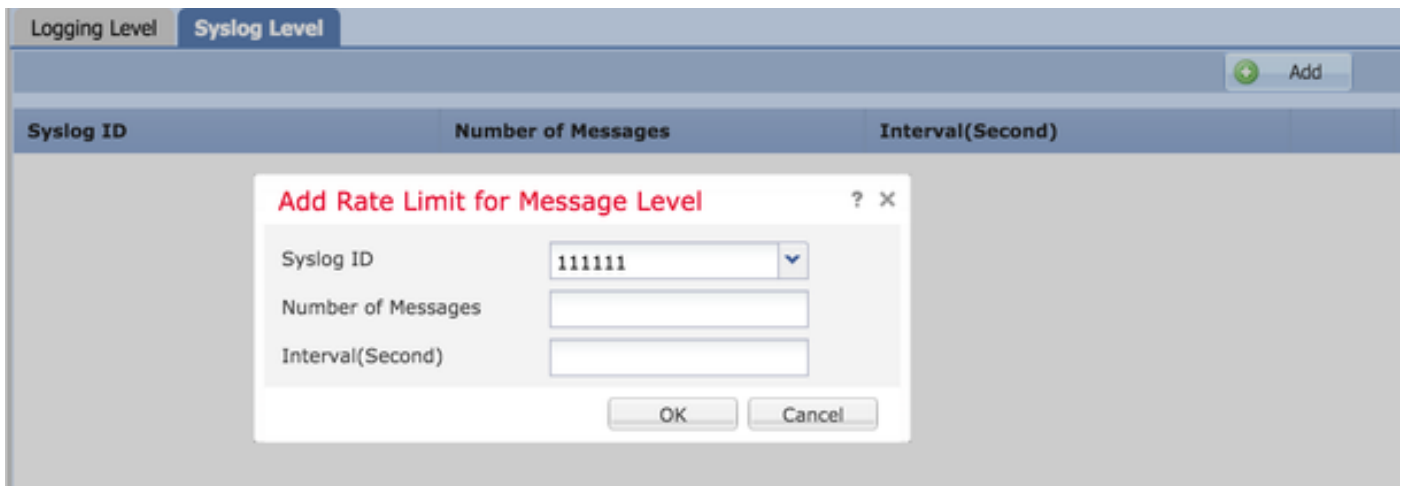 Logging Level Syslog Level
Add
Syslog ID Number of Messages Interval(Second)
Add Rate Limit for Message Level ?
Syslog ID 111111
Number of Messages
Interval(Second)
OK Cancel